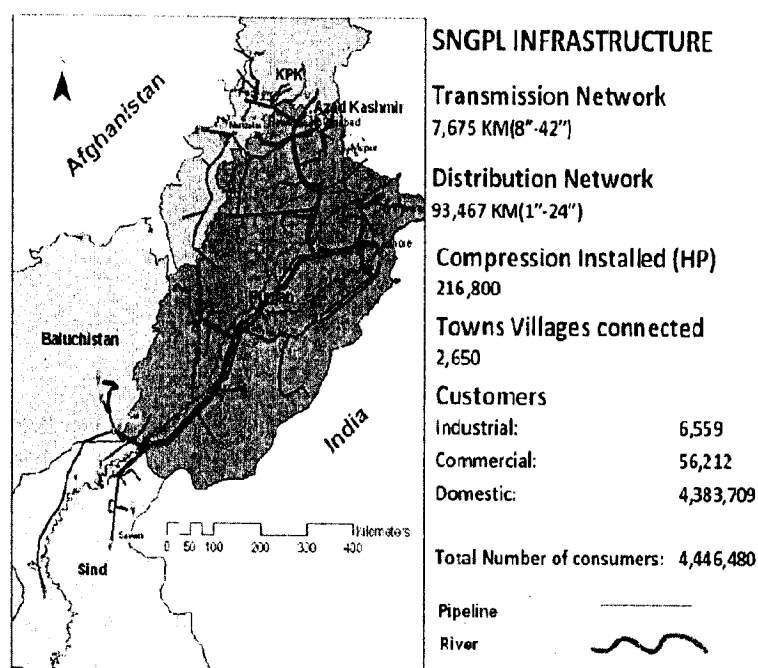 Afghanistan
KPK
Azad Kashmir
Baluchistan
India
Sind
0 50 100 200 300 400
Kilometers
SNGPL INFRASTRUCTURE
Transmission Network
7,675 KM(8"-42")
Distribution Network
93,467 KM(1"-24")
Compression Installed (HP)
216,800
Towns Villages connected
2,650
Customers
Industrial: 6,559
Commercial: 56,212
Domestic: 4,383,709
Total Number of consumers: 4,446,480
Pipeline
River